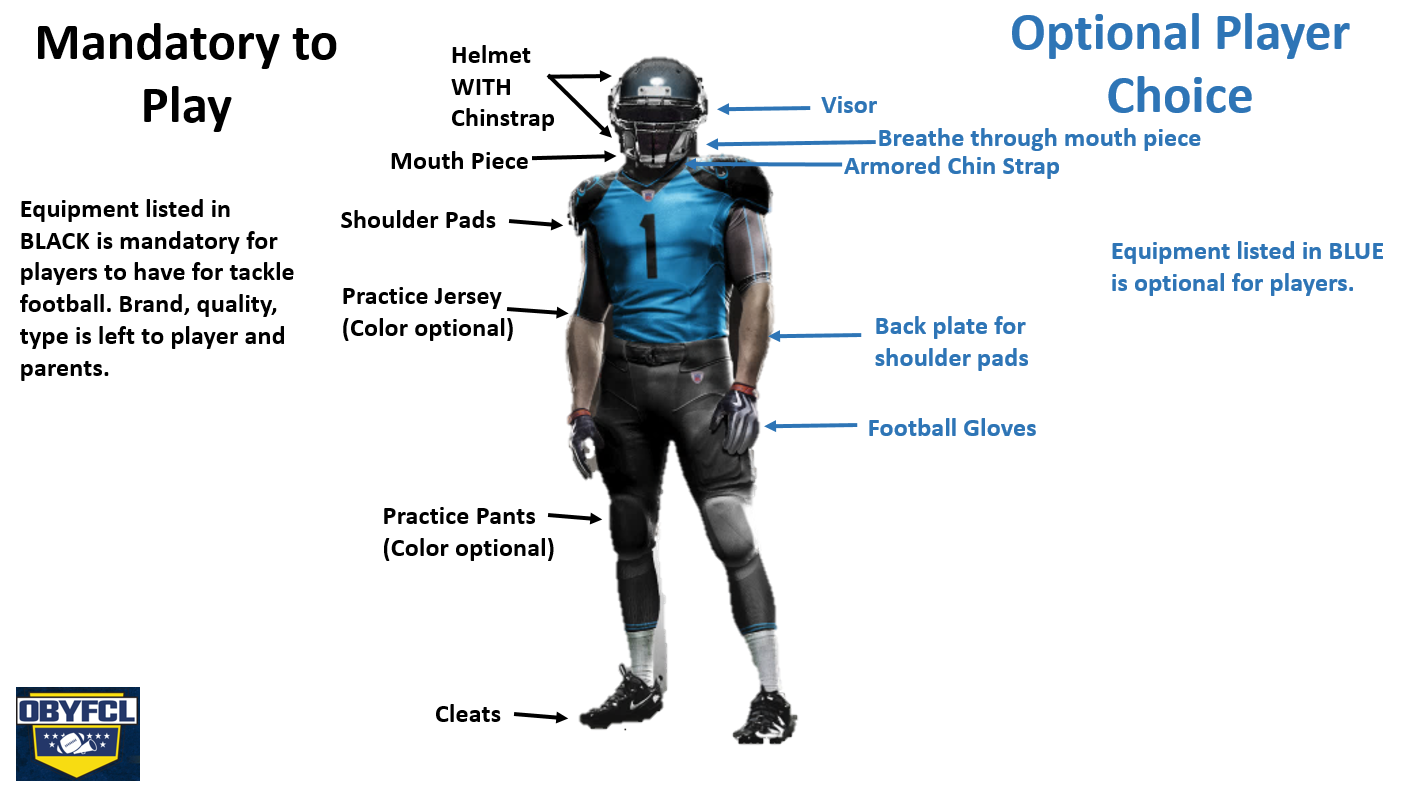 Mandatory to
Play
Optional Player
Choice
Helmet
WITH
Chinstrap
Mouth Piece
Shoulder Pads
Practice Jersey
(Color optional)
Practice Pants
(Color optional)
Cleats
Visor
Breathe through mouth piece
Armored Chin Strap
Back plate for
shoulder pads
Football Gloves
Equipment listed in
BLACK is mandatory for
players to have for tackle
football. Brand, quality,
type is left to player and
parents.
Equipment listed in BLUE
is optional for players.
1
OBYFCL